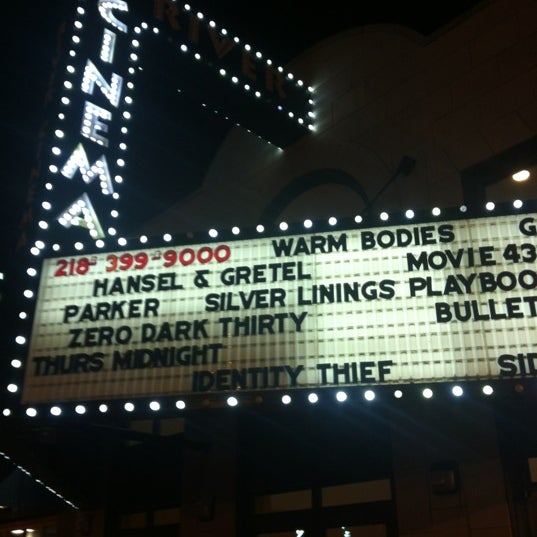 CINEMA
RIVER
218-399-9000 WARM BODIES G
HANSEL & GRETEL MOVIE 43
PARKER SILVER LININGS PLAYBOO
ZERO DARK THIRTY BULLET
THURS MIDNIGHT
IDENTITY THIEF SID